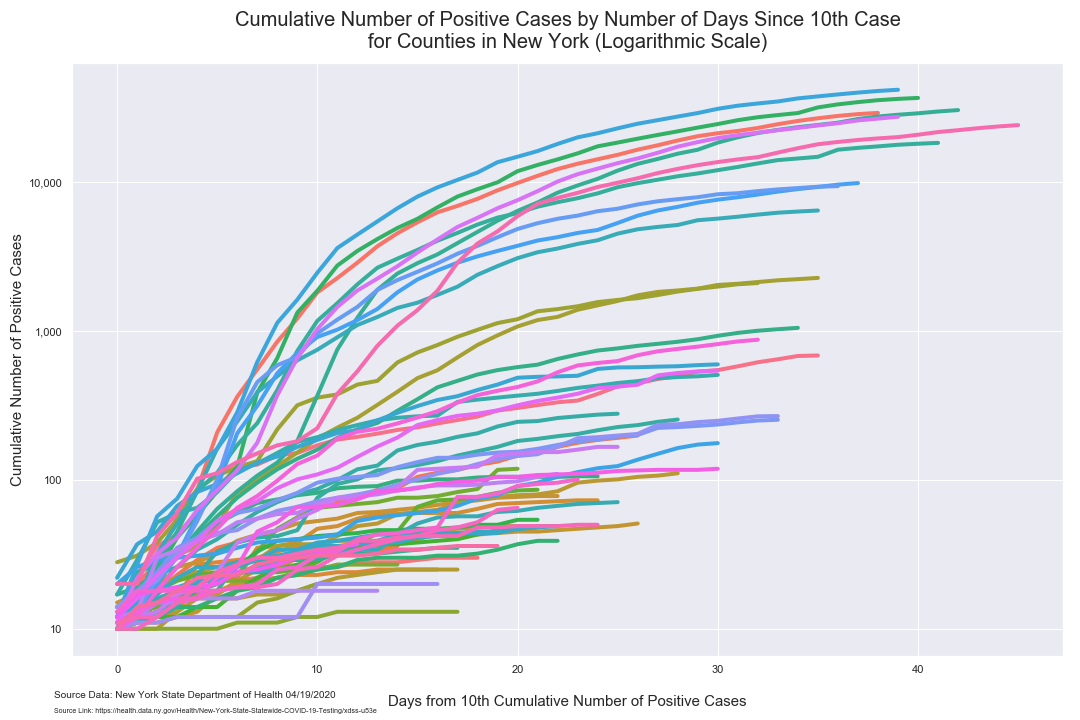 Cumulative Number of Positive Cases by Number of Days Since 10th Case
for Counties in New York (Logarithmic Scale)
Cumulative Number of Positive Cases
10,000
1,000
100
10
0
10
20
30
40
Days from 10th Cumulative Number of Positive Cases
Source Data: New York State Department of Health 04/19/2020
Source Link: https://health.data.ny.gov/Health/New-York-State-Statewide-COVID-19-Testing/xdss-u53e